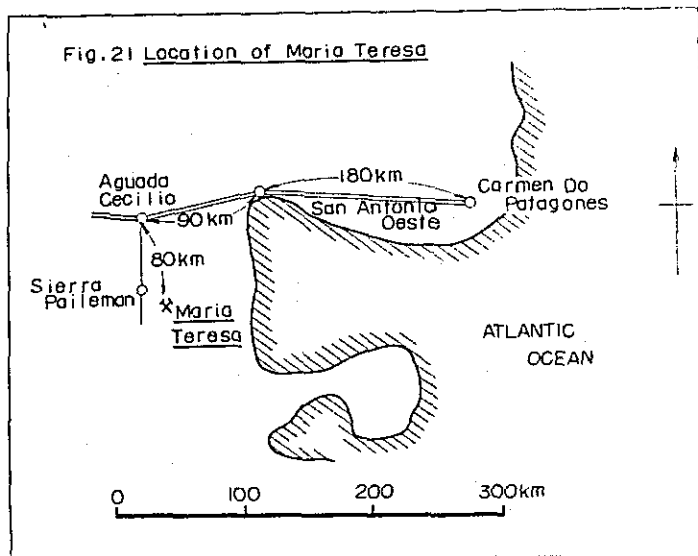 Fig.21 Location of Maria Teresa
180km
Aguada
Cecilio
Carmen Do
Patagones
San Antonio
Oeste
90km
80km
Sierra
Paileman
Maria
Teresa
ATLANTIC
OCEAN
0 100 200 300km